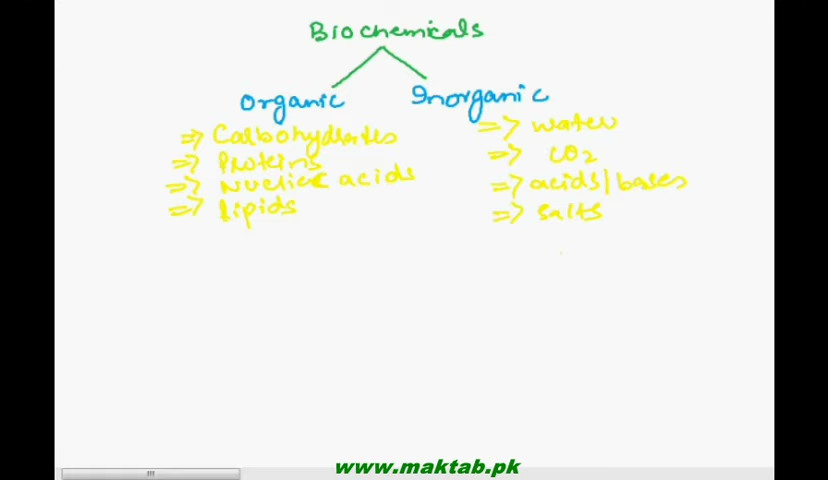 Biochemicals
Organic
Inorganic
=> Carbohydrates
=> Proteins
=> Nucleic acids
=> Lipids
=> water
=> CO2
=> acids/bases
=> salts
www.maktab.pk